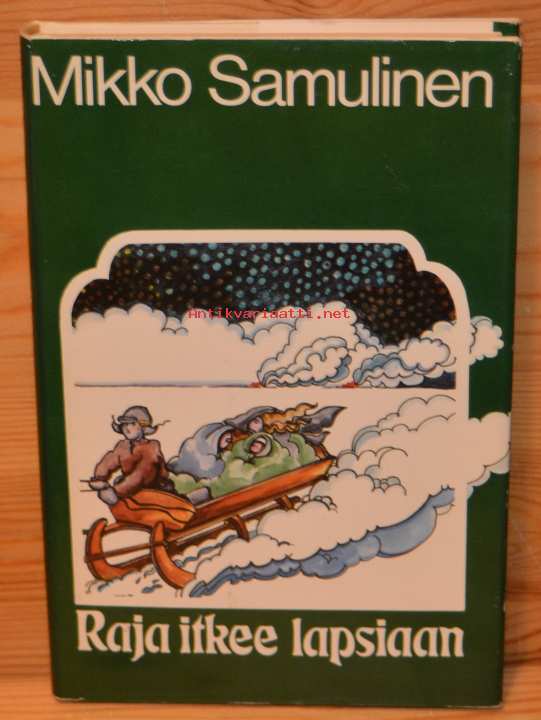 Mikko Samulinen
Antikvariaatti.net
Raja itkee lapsiaan